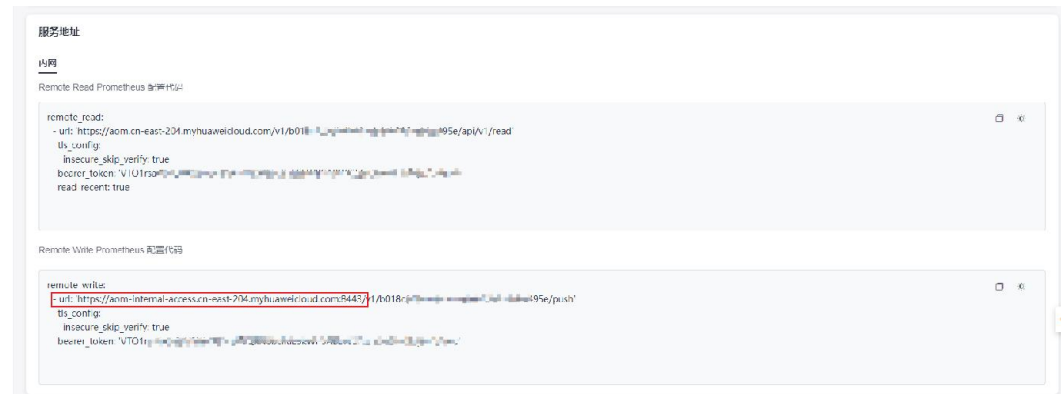 服务地址
内网
Remote Read Prometheus 配置代码
remote_read:
- url: 'https://aom.cn-east-204.myhuaweicloud.com/v1/b018 495e/api/v1/read'
tls_config:
insecure_skip_verify: true
bearer_token: 'VTO1rs
read_recent: true
Remote Write Prometheus 配置代码
remote_write:
- url: 'https://aom-internal-access.cn-east-204.myhuaweicloud.com:8443/v1/b018c 495e/push'
tls_config:
insecure_skip_verify: true
bearer_token: 'VTO1r